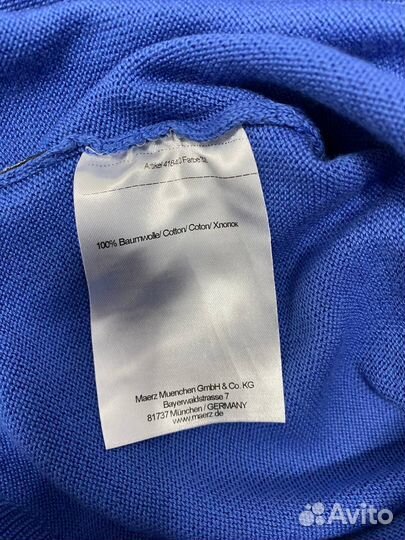 Artikel
100% Baumwolle/ Cotton/ Coton/ Хлопок
Maerz Muenchen GmbH & Co. KG
Bayerwaldstrasse 7
81737 München / GERMANY
www.maerz.de
Avito